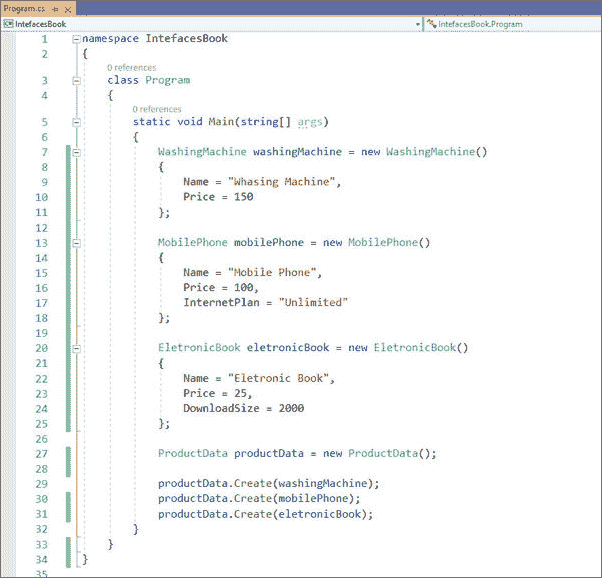 Program.cs
IntefacesBook IntefacesBook.Program
1 namespace IntefacesBook
2 {
0 references
3 class Program
4 {
0 references
5 static void Main(string[] args)
6 {
7 WashingMachine washingMachine = new WashingMachine()
8 {
9 Name = "Whasing Machine",
10 Price = 150
11 };
12
13 MobilePhone mobilePhone = new MobilePhone()
14 {
15 Name = "Mobile Phone",
16 Price = 100,
17 InternetPlan = "Unlimited"
18 };
19
20 EletronicBook eletronicBook = new EletronicBook()
21 {
22 Name = "Eletronic Book",
23 Price = 25,
24 DownloadSize = 2000
25 };
26
27 ProductData productData = new ProductData();
28
29 productData.Create(washingMachine);
30 productData.Create(mobilePhone);
31 productData.Create(eletronicBook);
32 }
33 }
34 }
35